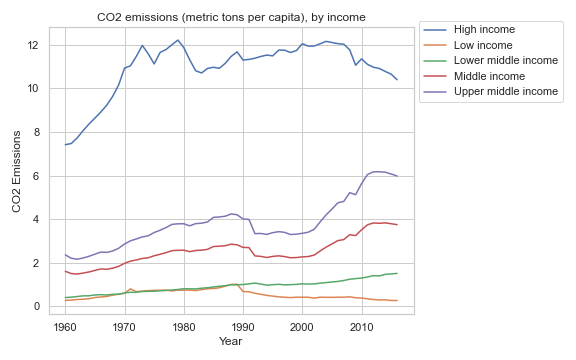 CO2 emissions (metric tons per capita), by income
High income
Low income
Lower middle income
Middle income
Upper middle income
CO2 Emissions
12
10
8
6
4
2
0
1960
1970
1980
1990
2000
2010
Year